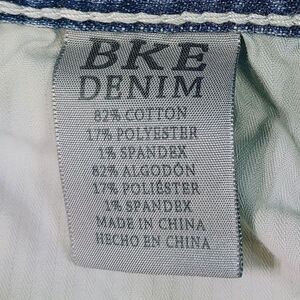 BKE
DENIM
82% COTTON
17% POLYESTER
1% SPANDEX
82% ALGODÓN
17% POLIÉSTER
1% SPANDEX
MADE IN CHINA
HECHO EN CHINA